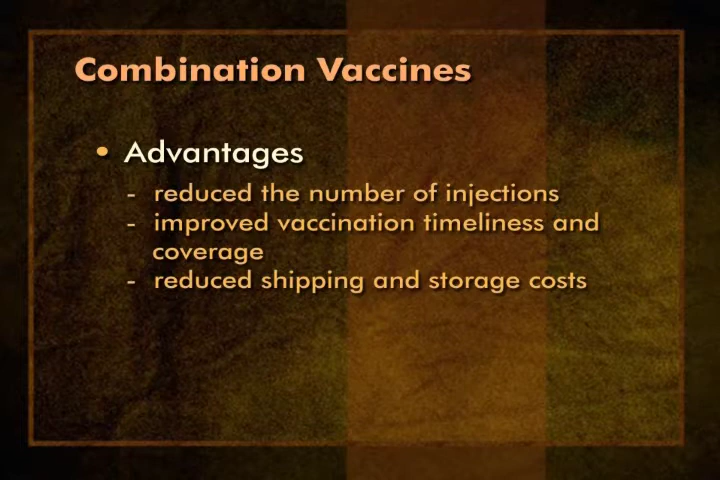 Combination Vaccines
• Advantages
- reduced the number of injections
- improved vaccination timeliness and
coverage
- reduced shipping and storage costs